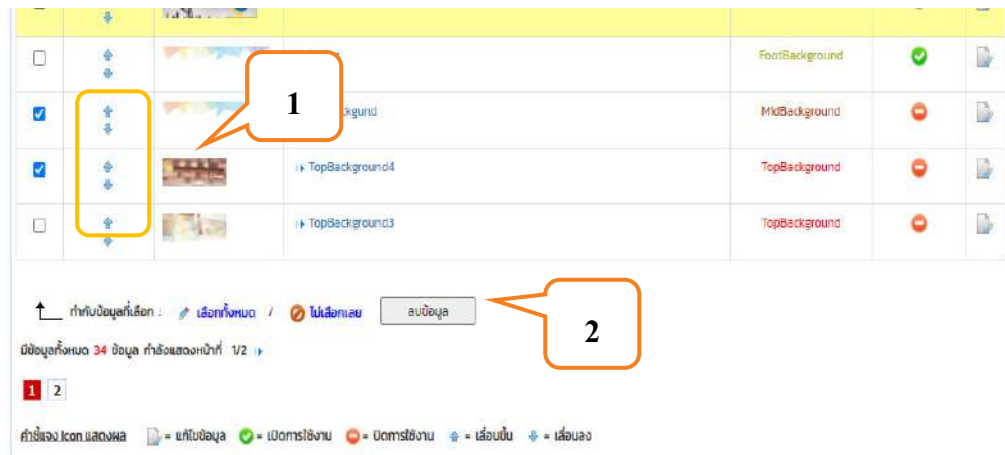 FootBackground
1
ckgund
MidBackground
TopBackground4
TopBackground
TopBackground3
TopBackground
ทำกับข้อมูลที่เลือก : เลือกทั้งหมด / ไม่เลือกเลย ลบข้อมูล
2
มีข้อมูลทั้งหมด 34 ข้อมูล กำลังแสดงหน้าที่ 1/2
1 2
คำชี้แจง Icon แสดงผล = แก้ไขข้อมูล = เปิดการใช้งาน = ปิดการใช้งาน = เลื่อนขึ้น = เลื่อนลง